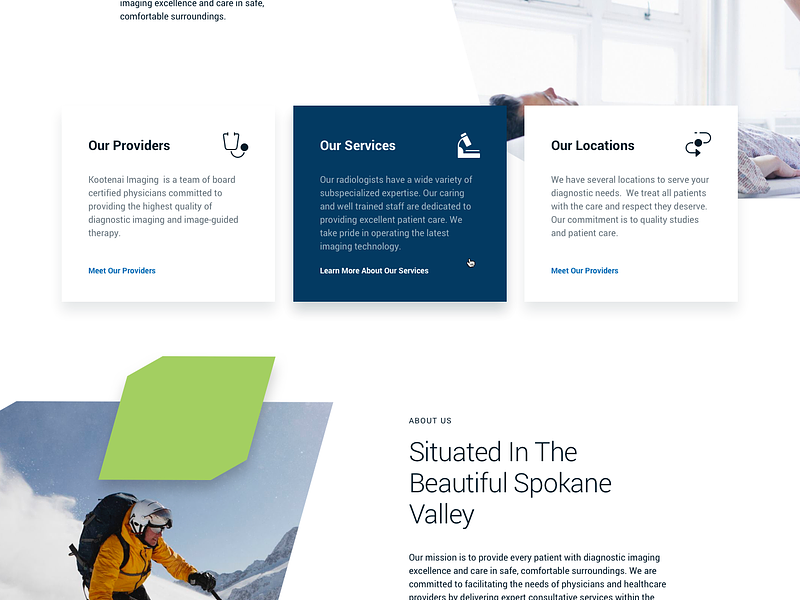 imaging excellence and care in safe,
comfortable surroundings.
Our Providers
Kootenai Imaging is a team of board
certified physicians committed to
providing the highest quality of
diagnostic imaging and image-guided
therapy.
Meet Our Providers
Our Services
Our radiologists have a wide variety of
subspecialized expertise. Our caring
and well trained staff are dedicated to
providing excellent patient care. We
take pride in operating the latest
imaging technology.
Learn More About Our Services
Our Locations
We have several locations to serve your
diagnostic needs. We treat all patients
with the care and respect they deserve.
Our commitment is to quality studies
and patient care.
Meet Our Providers
ABOUT US
Situated In The
Beautiful Spokane
Valley
Our mission is to provide every patient with diagnostic imaging
excellence and care in safe, comfortable surroundings. We are
committed to facilitating the needs of physicians and healthcare
providers by delivering expert consultative services within the